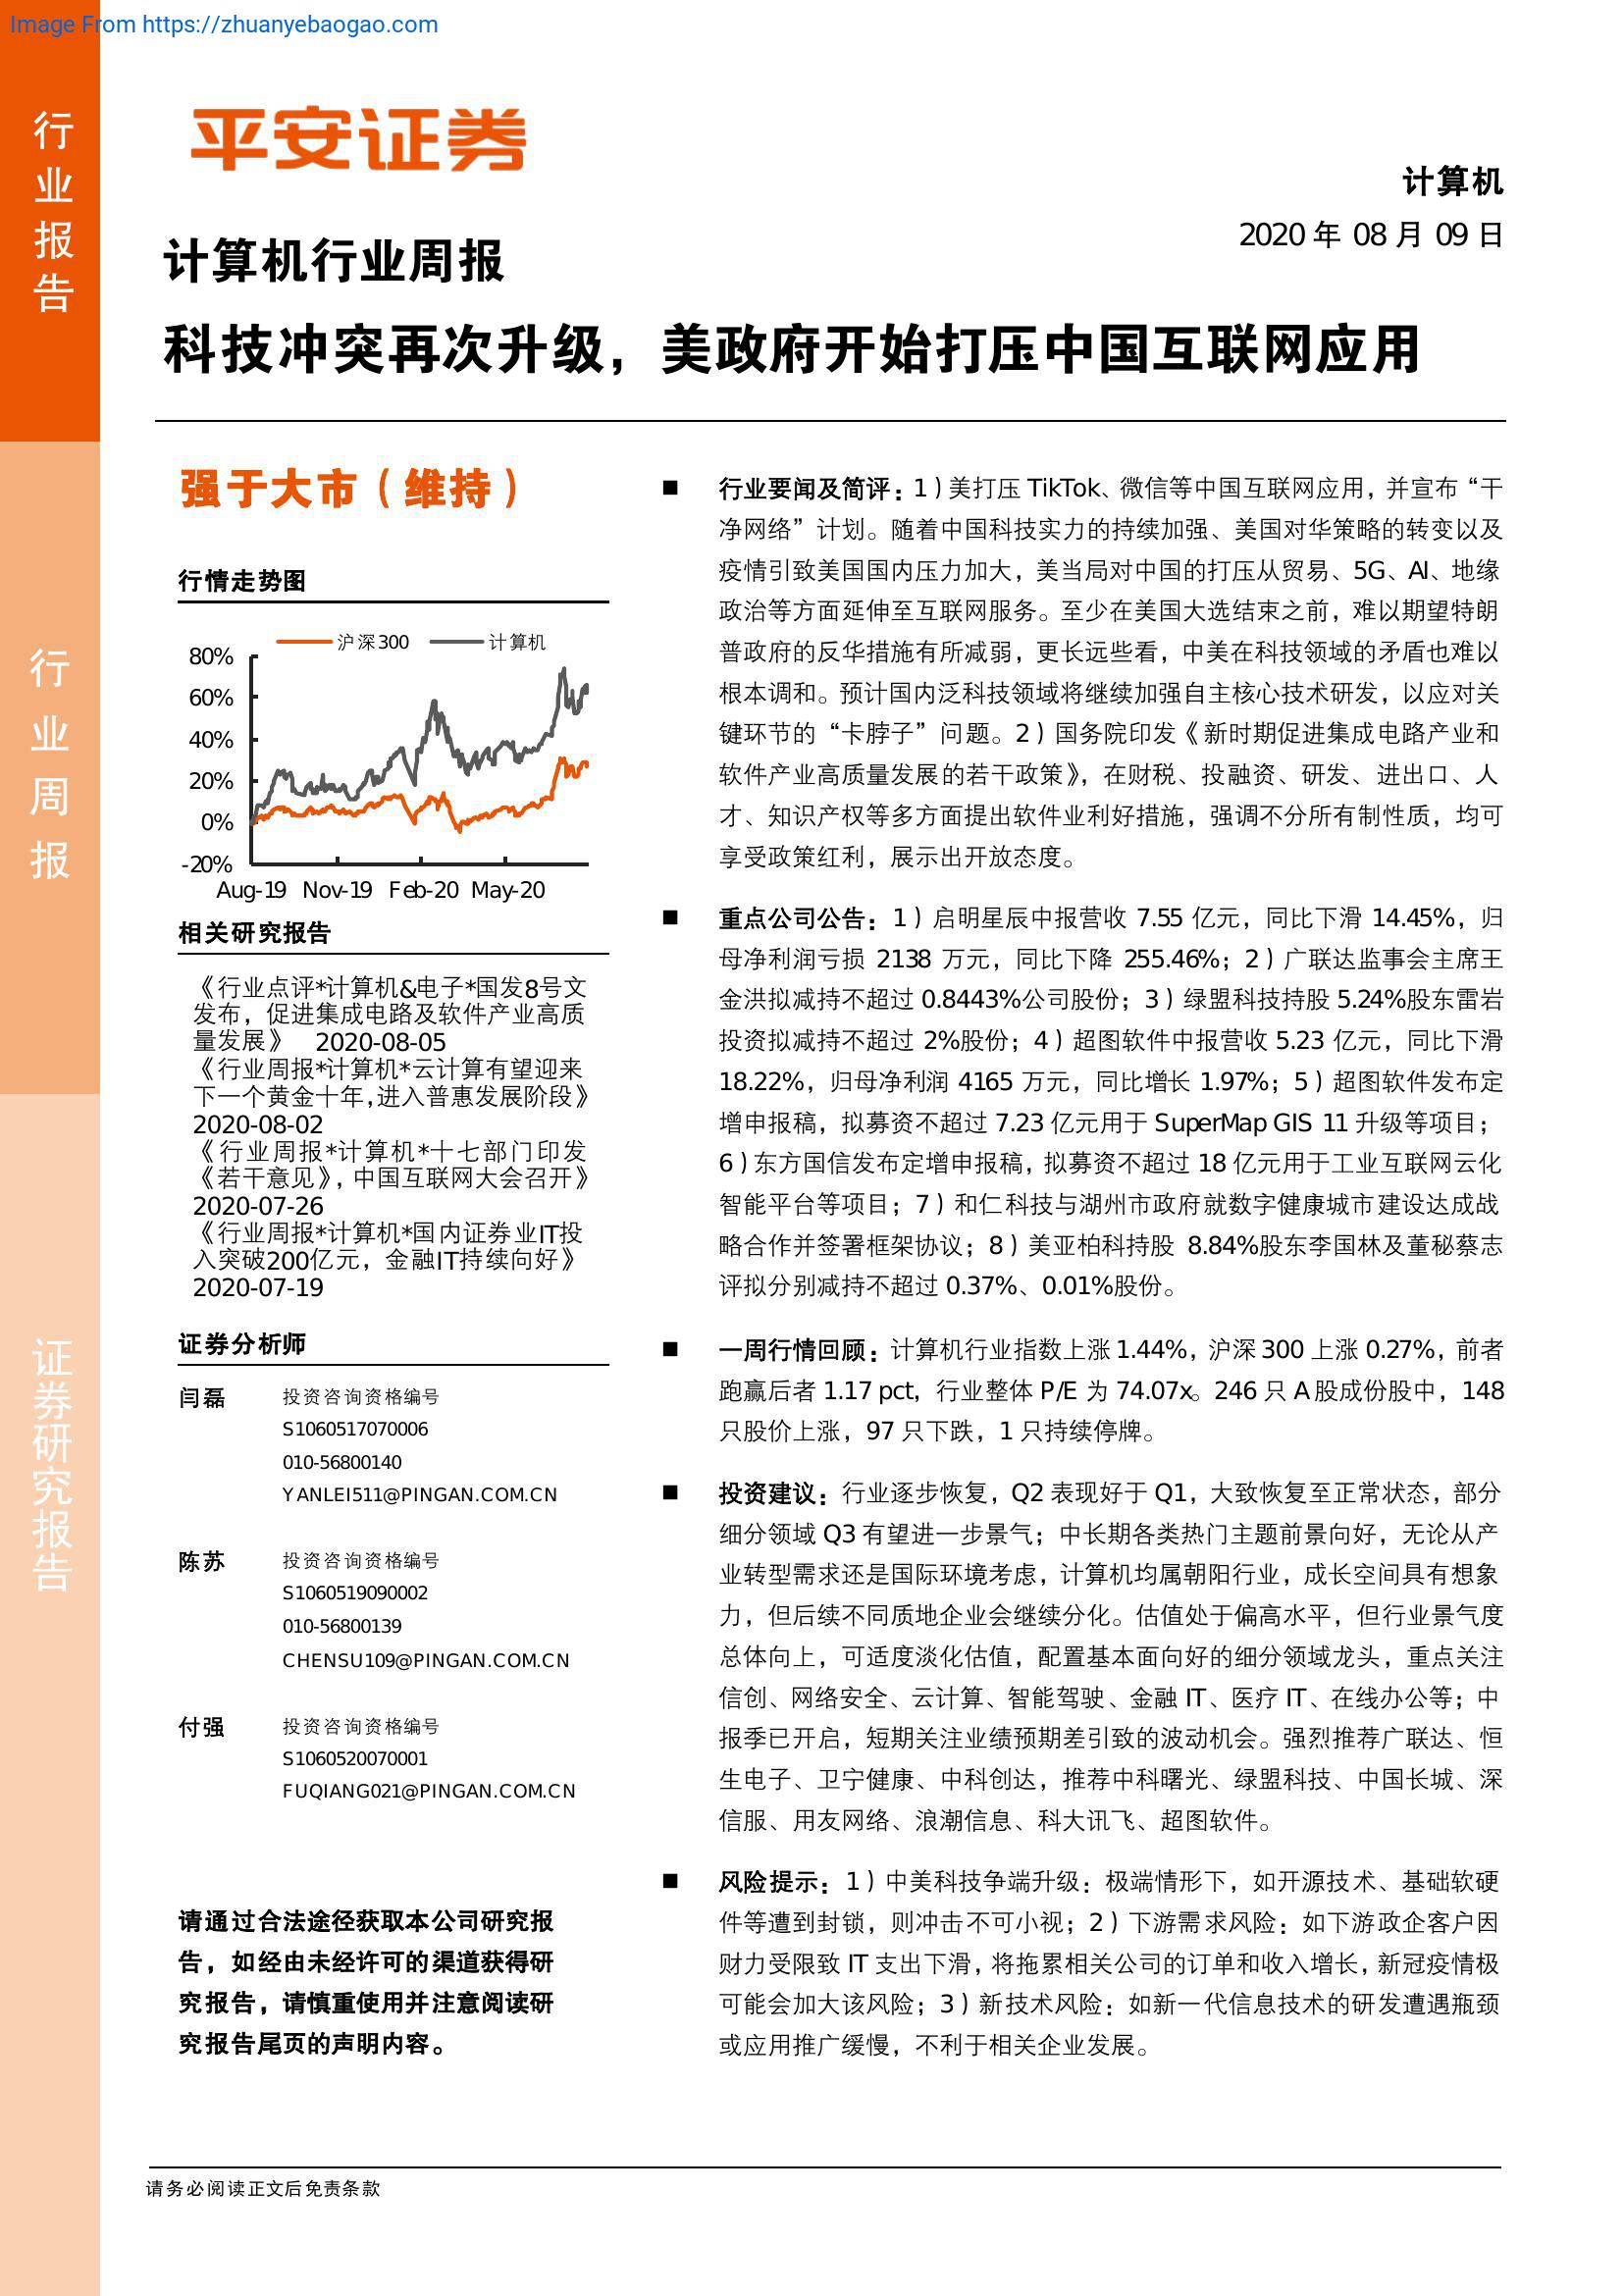 Image From https://zhuanyebaogao.com
行业报告
行业周报
证券研究报告
平安证券
计算机
2020 年 08 月 09 日
计算机行业周报
科技冲突再次升级，美政府开始打压中国互联网应用
强于大市（维持）
行情走势图
沪深300 计算机
80%
60%
40%
20%
0%
-20%
Aug-19 Nov-19 Feb-20 May-20
相关研究报告
《行业点评*计算机&电子*国发8号文
发布，促进集成电路及软件产业高质
量发展》 2020-08-05
《行业周报*计算机*云计算有望迎来
下一个黄金十年,进入普惠发展阶段》
2020-08-02
《行业周报*计算机*十七部门印发
《若干意见》，中国互联网大会召开》
2020-07-26
《行业周报*计算机*国内证券业IT投
入突破200亿元，金融IT持续向好》
2020-07-19
证券分析师
闫磊 投资咨询资格编号
S1060517070006
010-56800140
YANLEI511@PINGAN.COM.CN
陈苏 投资咨询资格编号
S1060519090002
010-56800139
CHENSU109@PINGAN.COM.CN
付强 投资咨询资格编号
S1060520070001
FUQIANG021@PINGAN.COM.CN
请通过合法途径获取本公司研究报
告，如经由未经许可的渠道获得研
究报告，请慎重使用并注意阅读研
究报告尾页的声明内容。
■ 行业要闻及简评：1）美打压 TikTok、微信等中国互联网应用，并宣布“干
净网络”计划。随着中国科技实力的持续加强、美国对华策略的转变以及
疫情引致美国国内压力加大，美当局对中国的打压从贸易、5G、AI、地缘
政治等方面延伸至互联网服务。至少在美国大选结束之前，难以期望特朗
普政府的反华措施有所减弱，更长远些看，中美在科技领域的矛盾也难以
根本调和。预计国内泛科技领域将继续加强自主核心技术研发，以应对关
键环节的“卡脖子”问题。2）国务院印发《新时期促进集成电路产业和
软件产业高质量发展的若干政策》，在财税、投融资、研发、进出口、人
才、知识产权等多方面提出软件业利好措施，强调不分所有制性质，均可
享受政策红利，展示出开放态度。
■ 重点公司公告：1）启明星辰中报营收 7.55 亿元，同比下滑 14.45%，归
母净利润亏损 2138 万元，同比下降 255.46%；2）广联达监事会主席王
金洪拟减持不超过 0.8443%公司股份；3）绿盟科技持股 5.24%股东雷岩
投资拟减持不超过 2%股份；4）超图软件中报营收 5.23 亿元，同比下滑
18.22%，归母净利润 4165 万元，同比增长 1.97%；5）超图软件发布定
增申报稿，拟募资不超过 7.23 亿元用于 SuperMap GIS 11 升级等项目；
6）东方国信发布定增申报稿，拟募资不超过 18 亿元用于工业互联网云化
智能平台等项目；7）和仁科技与湖州市政府就数字健康城市建设达成战
略合作并签署框架协议；8）美亚柏科持股 8.84%股东李国林及董秘蔡志
评拟分别减持不超过 0.37%、0.01%股份。
■ 一周行情回顾：计算机行业指数上涨 1.44%，沪深 300 上涨 0.27%，前者
跑赢后者 1.17 pct，行业整体 P/E 为 74.07x。246 只 A 股成份股中，148
只股价上涨，97 只下跌，1 只持续停牌。
■ 投资建议：行业逐步恢复，Q2 表现好于 Q1，大致恢复至正常状态，部分
细分领域 Q3 有望进一步景气；中长期各类热门主题前景向好，无论从产
业转型需求还是国际环境考虑，计算机均属朝阳行业，成长空间具有想象
力，但后续不同质地企业会继续分化。估值处于偏高水平，但行业景气度
总体向上，可适度淡化估值，配置基本面向好的细分领域龙头，重点关注
信创、网络安全、云计算、智能驾驶、金融 IT、医疗 IT、在线办公等；中
报季已开启，短期关注业绩预期差引致的波动机会。强烈推荐广联达、恒
生电子、卫宁健康、中科创达，推荐中科曙光、绿盟科技、中国长城、深
信服、用友网络、浪潮信息、科大讯飞、超图软件。
■ 风险提示：1）中美科技争端升级：极端情形下，如开源技术、基础软硬
件等遭到封锁，则冲击不可小视；2）下游需求风险：如下游政企客户因
财力受限致 IT 支出下滑，将拖累相关公司的订单和收入增长，新冠疫情极
可能会加大该风险；3）新技术风险：如新一代信息技术的研发遭遇瓶颈
或应用推广缓慢，不利于相关企业发展。
请务必阅读正文后免责条款